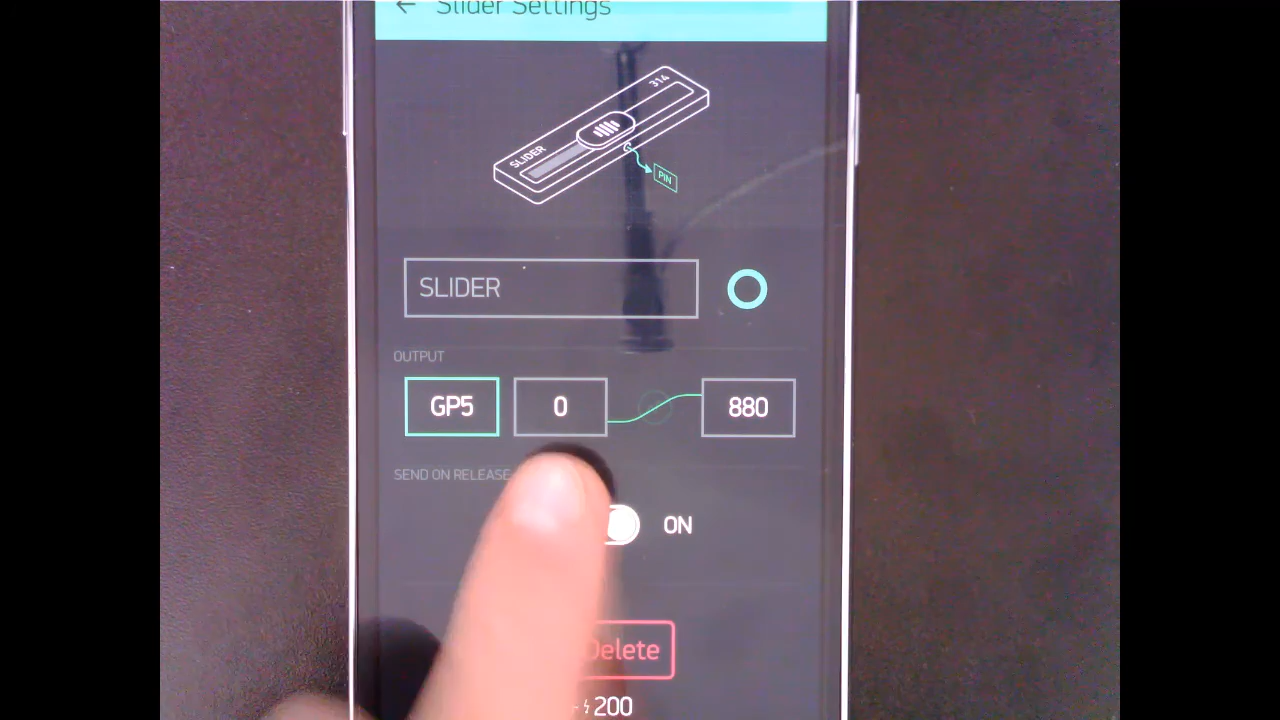 Slider Settings
314
SLIDER
PIN
SLIDER
OUTPUT
GP5 0 880
SEND ON RELEASE
ON
Delete
200